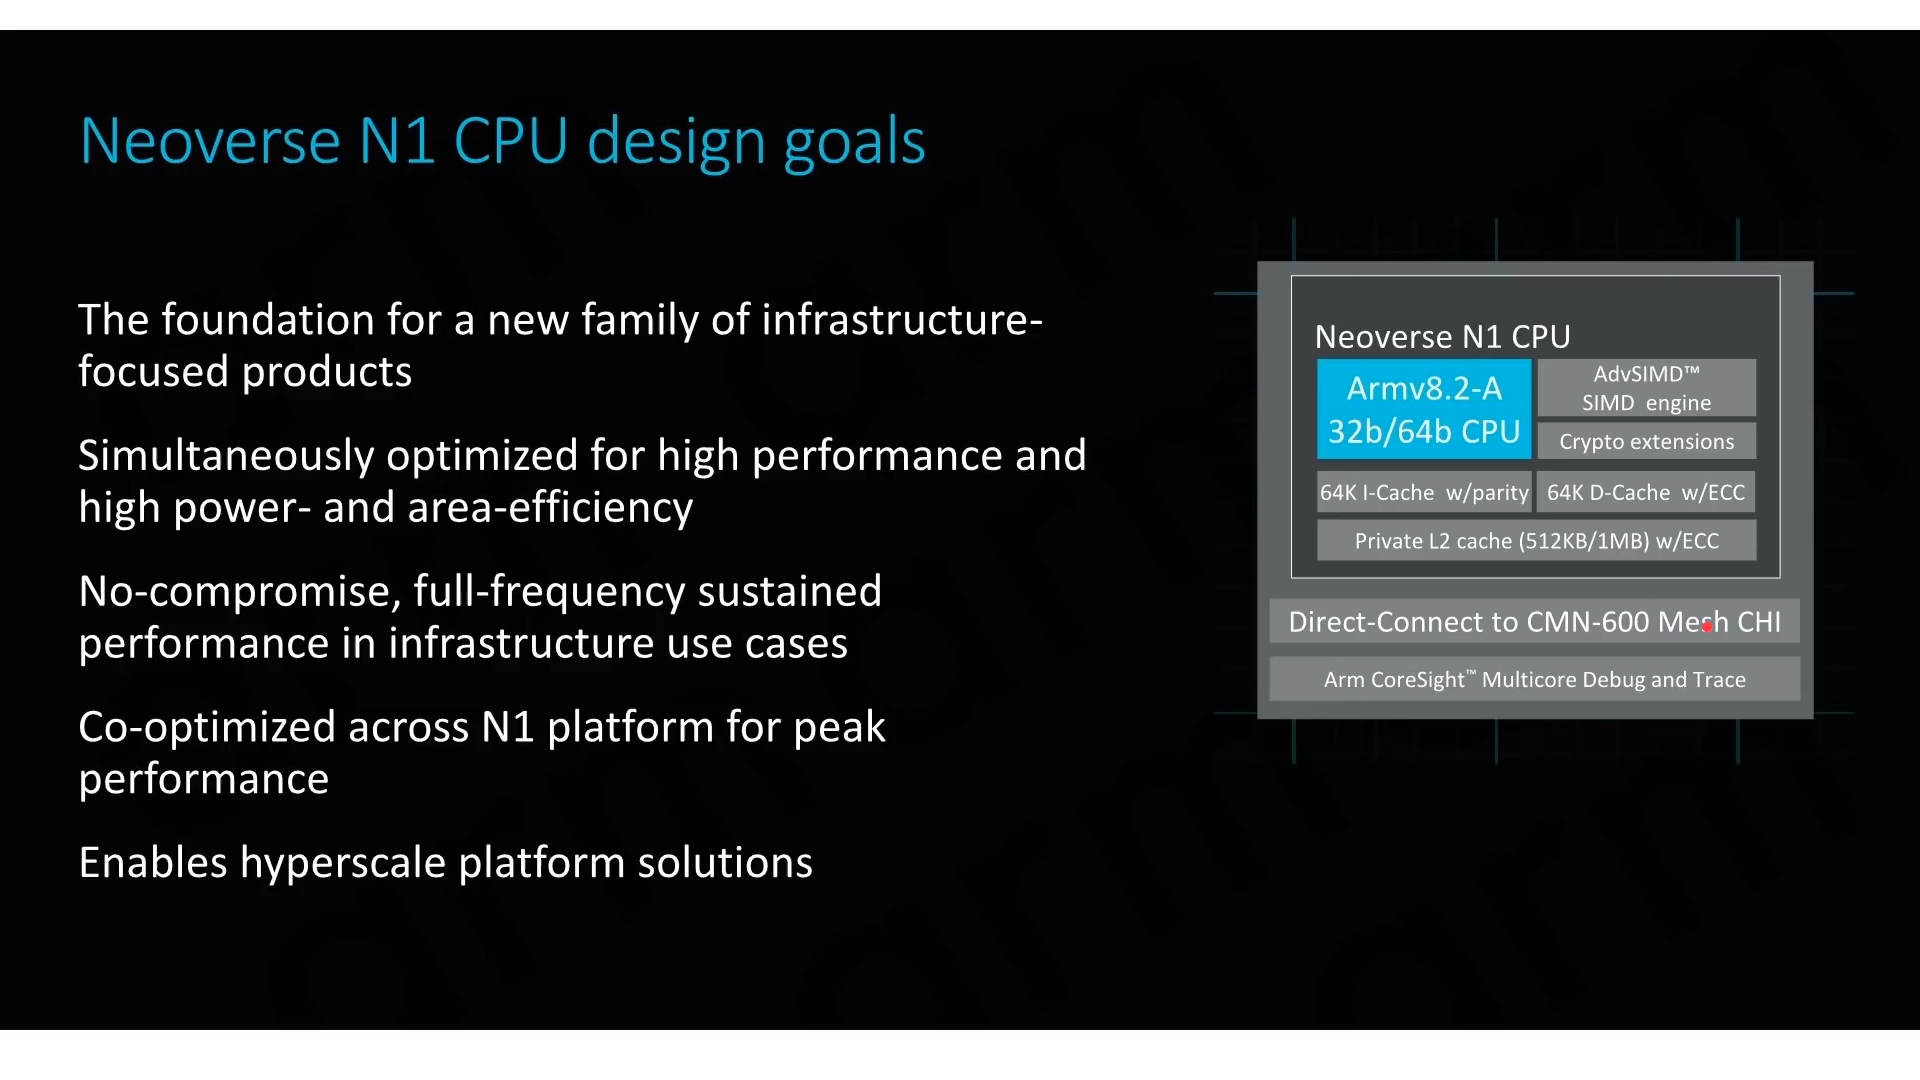 Neoverse N1 CPU design goals
The foundation for a new family of infrastructure-
focused products
Simultaneously optimized for high performance and
high power- and area-efficiency
No-compromise, full-frequency sustained
performance in infrastructure use cases
Co-optimized across N1 platform for peak
performance
Enables hyperscale platform solutions
Neoverse N1 CPU
Armv8.2-A
32b/64b CPU
AdvSIMD™
SIMD engine
Crypto extensions
64K I-Cache w/parity
64K D-Cache w/ECC
Private L2 cache (512KB/1MB) w/ECC
Direct-Connect to CMN-600 Mesh CHI
Arm CoreSight™ Multicore Debug and Trace